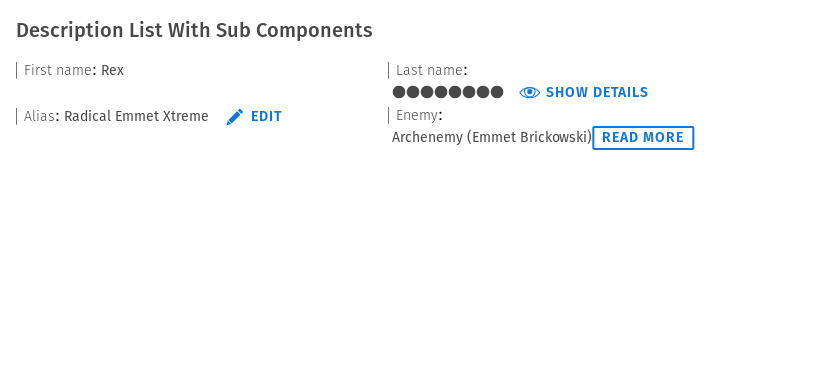 Description List With Sub Components
First name: Rex
Last name:
●●●●●●●● SHOW DETAILS
Alias: Radical Emmet Xtreme EDIT
Enemy:
Archenemy (Emmet Brickowski) READ MORE